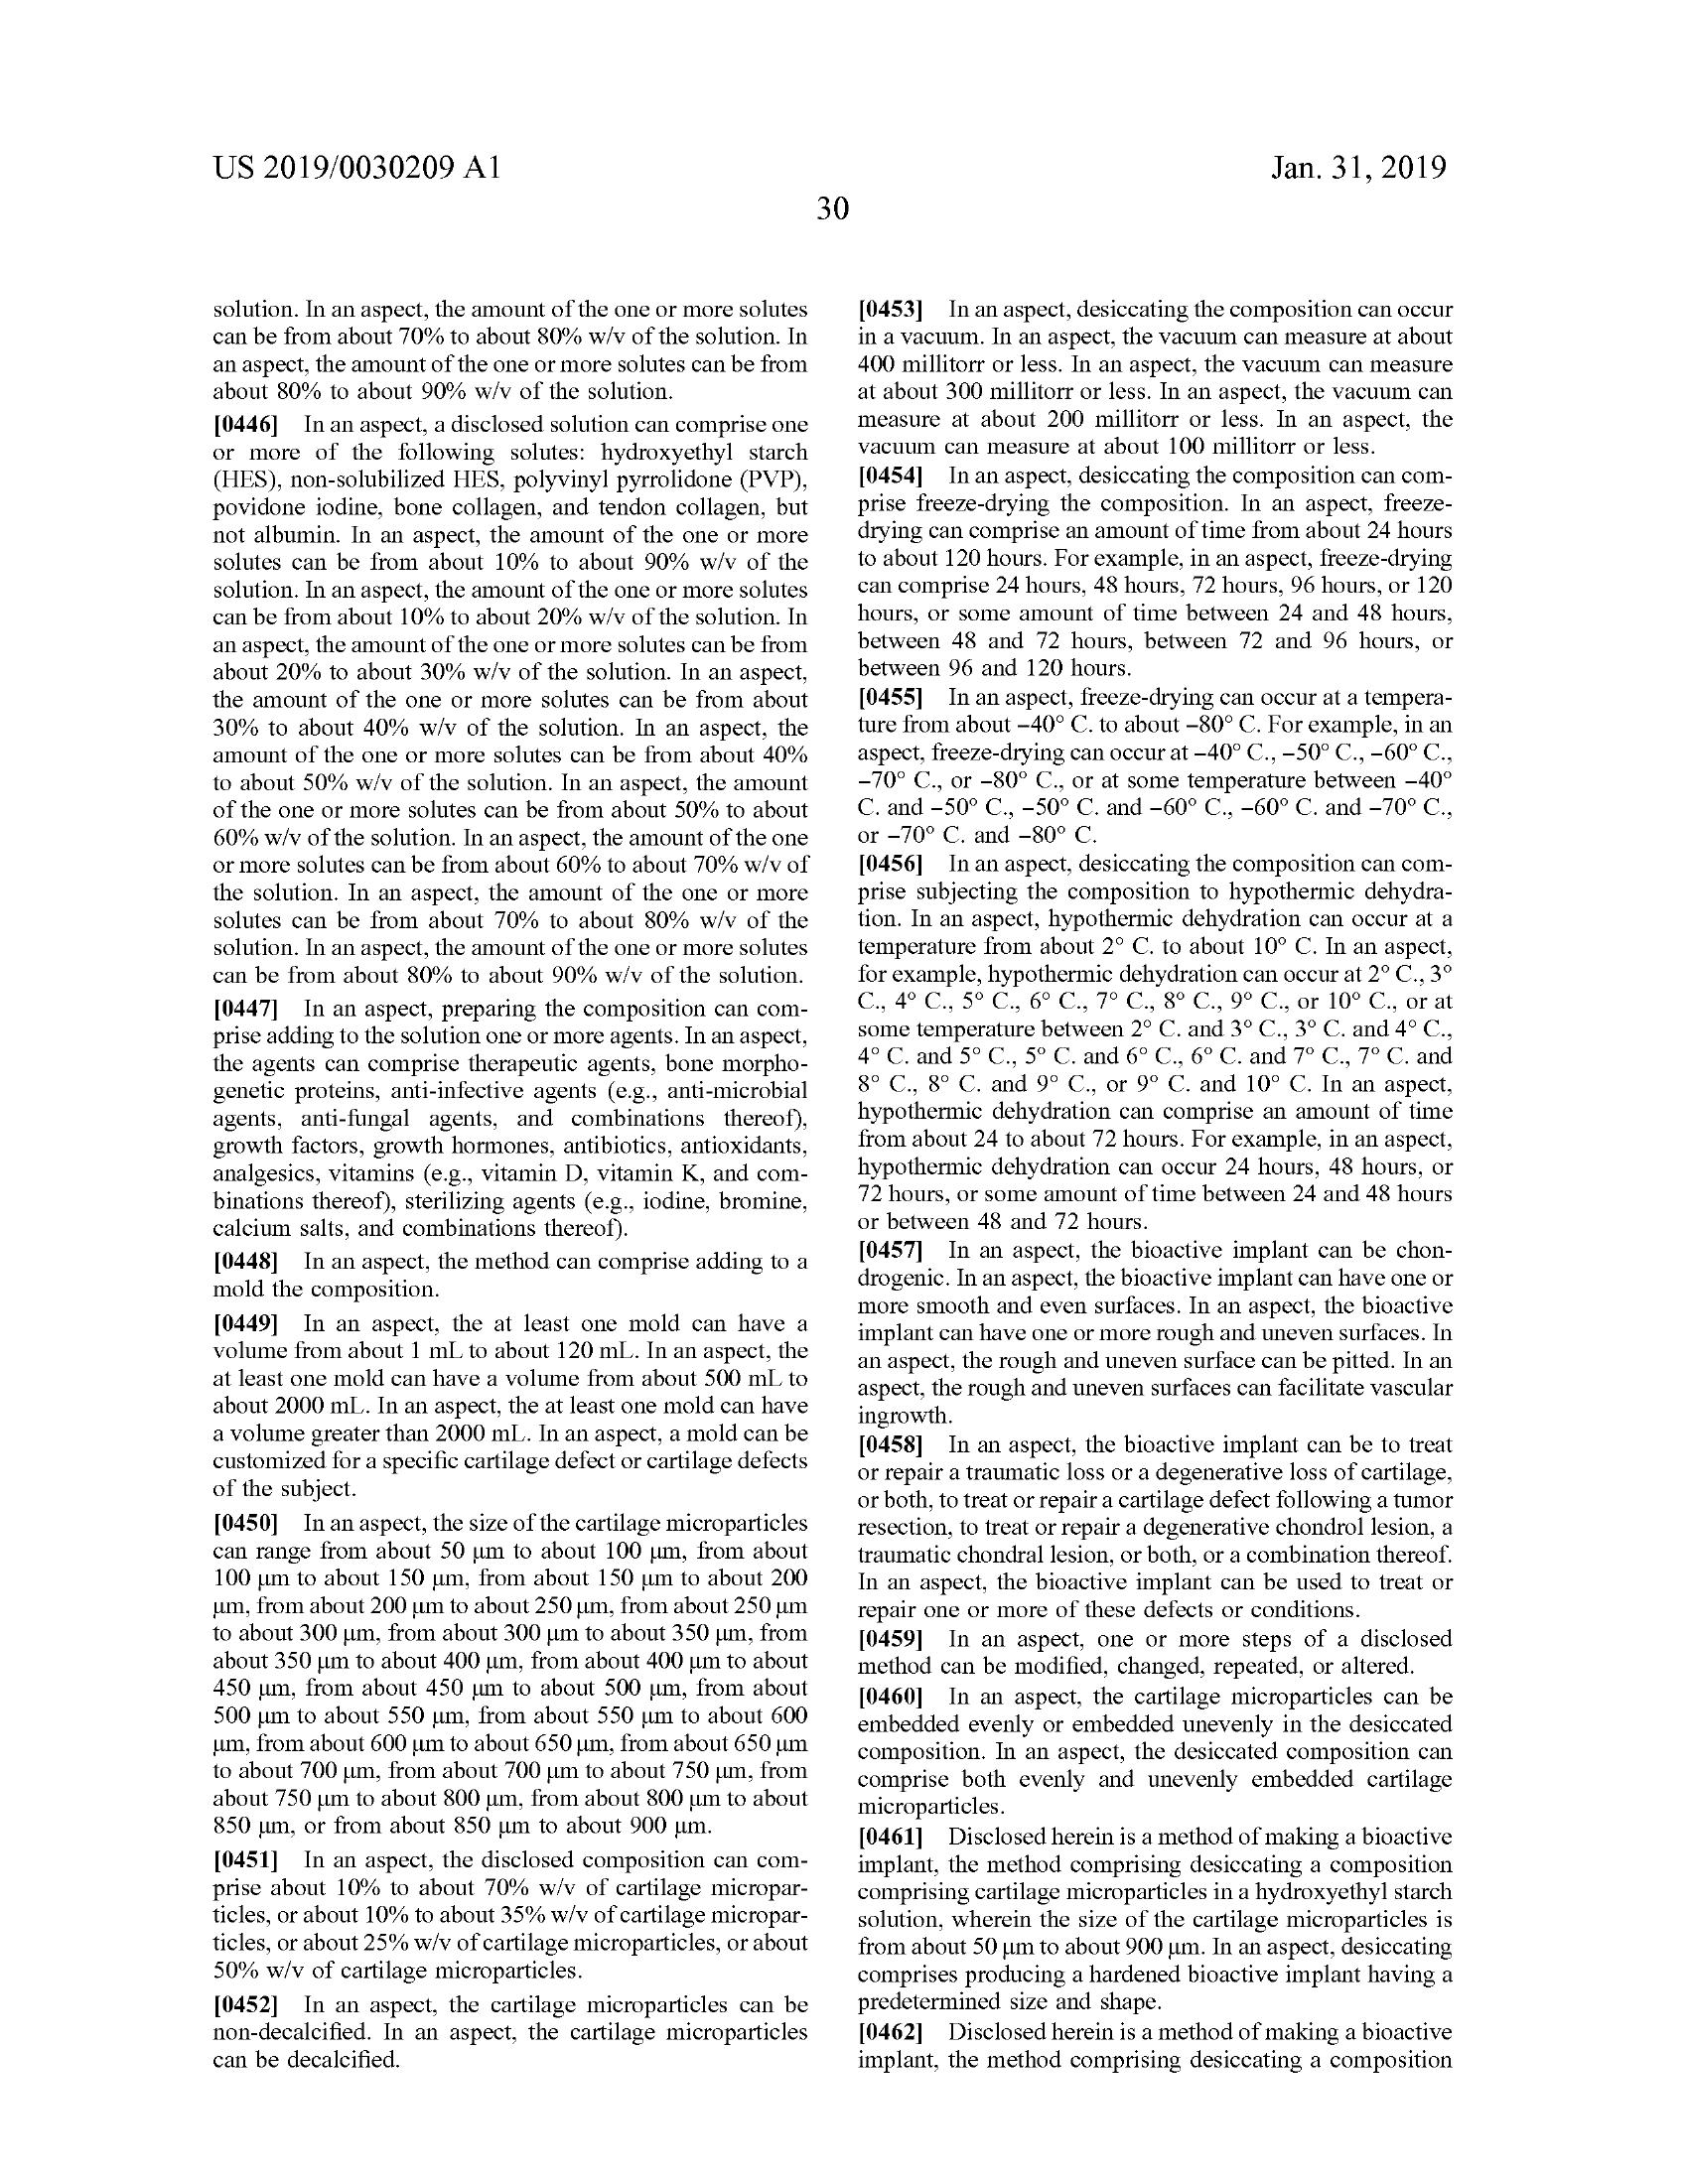 US 2019/0030209 A1
Jan. 31, 2019
30
solution. In an aspect, the amount of the one or more solutes
can be from about 70% to about 80% w/v of the solution. In
an aspect, the amount of the one or more solutes can be from
about 80% to about 90% w/v of the solution.
[0446] In an aspect, a disclosed solution can comprise one
or more of the following solutes: hydroxyethyl starch
(HES), non-solubilized HES, polyvinyl pyrrolidone (PVP),
povidone iodine, bone collagen, and tendon collagen, but
not albumin. In an aspect, the amount of the one or more
solutes can be from about 10% to about 90% w/v of the
solution. In an aspect, the amount of the one or more solutes
can be from about 10% to about 20% w/v of the solution. In
an aspect, the amount of the one or more solutes can be from
about 20% to about 30% w/v of the solution. In an aspect,
the amount of the one or more solutes can be from about
30% to about 40% w/v of the solution. In an aspect, the
amount of the one or more solutes can be from about 40%
to about 50% w/v of the solution. In an aspect, the amount
of the one or more solutes can be from about 50% to about
60% w/v of the solution. In an aspect, the amount of the one
or more solutes can be from about 60% to about 70% w/v of
the solution. In an aspect, the amount of the one or more
solutes can be from about 70% to about 80% w/v of the
solution. In an aspect, the amount of the one or more solutes
can be from about 80% to about 90% w/v of the solution.
[0447] In an aspect, preparing the composition can com-
prise adding to the solution one or more agents. In an aspect,
the agents can comprise therapeutic agents, bone morpho-
genetic proteins, anti-infective agents (e.g., anti-microbial
agents, anti-fungal agents, and combinations thereof),
growth factors, growth hormones, antibiotics, antioxidants,
analgesics, vitamins (e.g., vitamin D, vitamin K, and com-
binations thereof), sterilizing agents (e.g., iodine, bromine,
calcium salts, and combinations thereof).
[0448] In an aspect, the method can comprise adding to a
mold the composition.
[0449] In an aspect, the at least one mold can have a
volume from about 1 mL to about 120 mL. In an aspect, the
at least one mold can have a volume from about 500 mL to
about 2000 mL. In an aspect, the at least one mold can have
a volume greater than 2000 mL. In an aspect, a mold can be
customized for a specific cartilage defect or cartilage defects
of the subject.
[0450] In an aspect, the size of the cartilage microparticles
can range from about 50 μm to about 100 μm, from about
100 μm to about 150 μm, from about 150 μm to about 200
μm, from about 200 μm to about 250 μm, from about 250 μm
to about 300 μm, from about 300 μm to about 350 μm, from
about 350 μm to about 400 μm, from about 400 μm to about
450 μm, from about 450 μm to about 500 μm, from about
500 μm to about 550 μm, from about 550 μm to about 600
μm, from about 600 μm to about 650 μm, from about 650 μm
to about 700 μm, from about 700 μm to about 750 μm, from
about 750 μm to about 800 μm, from about 800 μm to about
850 μm, or from about 850 μm to about 900 μm.
[0451] In an aspect, the disclosed composition can com-
prise about 10% to about 70% w/v of cartilage micropar-
ticles, or about 10% to about 35% w/v of cartilage micropar-
ticles, or about 25% w/v of cartilage microparticles, or about
50% w/v of cartilage microparticles.
[0452] In an aspect, the cartilage microparticles can be
non-decalcified. In an aspect, the cartilage microparticles
can be decalcified.
[0453] In an aspect, desiccating the composition can occur
in a vacuum. In an aspect, the vacuum can measure at about
400 millitorr or less. In an aspect, the vacuum can measure
at about 300 millitorr or less. In an aspect, the vacuum can
measure at about 200 millitorr or less. In an aspect, the
vacuum can measure at about 100 millitorr or less.
[0454] In an aspect, desiccating the composition can com-
prise freeze-drying the composition. In an aspect, freeze-
drying can comprise an amount of time from about 24 hours
to about 120 hours. For example, in an aspect, freeze-drying
can comprise 24 hours, 48 hours, 72 hours, 96 hours, or 120
hours, or some amount of time between 24 and 48 hours,
between 48 and 72 hours, between 72 and 96 hours, or
between 96 and 120 hours.
[0455] In an aspect, freeze-drying can occur at a tempera-
ture from about –40° C. to about –80° C. For example, in an
aspect, freeze-drying can occur at –40° C., –50° C., –60° C.,
–70° C., or –80° C., or at some temperature between –40°
C. and –50° C., –50° C. and –60° C., –60° C. and –70° C.,
or –70° C. and –80° C.
[0456] In an aspect, desiccating the composition can com-
prise subjecting the composition to hypothermic dehydra-
tion. In an aspect, hypothermic dehydration can occur at a
temperature from about 2° C. to about 10° C. In an aspect,
for example, hypothermic dehydration can occur at 2° C., 3°
C., 4° C., 5° C., 6° C., 7° C., 8° C., 9° C., or 10° C., or at
some temperature between 2° C. and 3° C., 3° C. and 4° C.,
4° C. and 5° C., 5° C. and 6° C., 6° C. and 7° C., 7° C. and
8° C., 8° C. and 9° C., or 9° C. and 10° C. In an aspect,
hypothermic dehydration can comprise an amount of time
from about 24 to about 72 hours. For example, in an aspect,
hypothermic dehydration can occur 24 hours, 48 hours, or
72 hours, or some amount of time between 24 and 48 hours
or between 48 and 72 hours.
[0457] In an aspect, the bioactive implant can be chon-
drogenic. In an aspect, the bioactive implant can have one or
more smooth and even surfaces. In an aspect, the bioactive
implant can have one or more rough and uneven surfaces. In
an aspect, the rough and uneven surface can be pitted. In an
aspect, the rough and uneven surfaces can facilitate vascular
ingrowth.
[0458] In an aspect, the bioactive implant can be to treat
or repair a traumatic loss or a degenerative loss of cartilage,
or both, to treat or repair a cartilage defect following a tumor
resection, to treat or repair a degenerative chondrol lesion, a
traumatic chondral lesion, or both, or a combination thereof.
In an aspect, the bioactive implant can be used to treat or
repair one or more of these defects or conditions.
[0459] In an aspect, one or more steps of a disclosed
method can be modified, changed, repeated, or altered.
[0460] In an aspect, the cartilage microparticles can be
embedded evenly or embedded unevenly in the desiccated
composition. In an aspect, the desiccated composition can
comprise both evenly and unevenly embedded cartilage
microparticles.
[0461] Disclosed herein is a method of making a bioactive
implant, the method comprising desiccating a composition
comprising cartilage microparticles in a hydroxyethyl starch
solution, wherein the size of the cartilage microparticles is
from about 50 μm to about 900 μm. In an aspect, desiccating
comprises producing a hardened bioactive implant having a
predetermined size and shape.
[0462] Disclosed herein is a method of making a bioactive
implant, the method comprising desiccating a composition